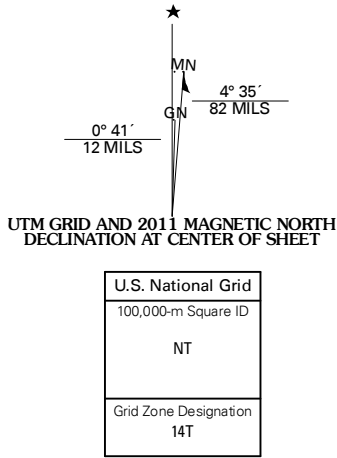 MN
4° 35´
82 MILS
GN
0° 41´
12 MILS
UTM GRID AND 2011 MAGNETIC NORTH
DECLINATION AT CENTER OF SHEET
U.S. National Grid
100,000-m Square ID
NT
Grid Zone Designation
14T